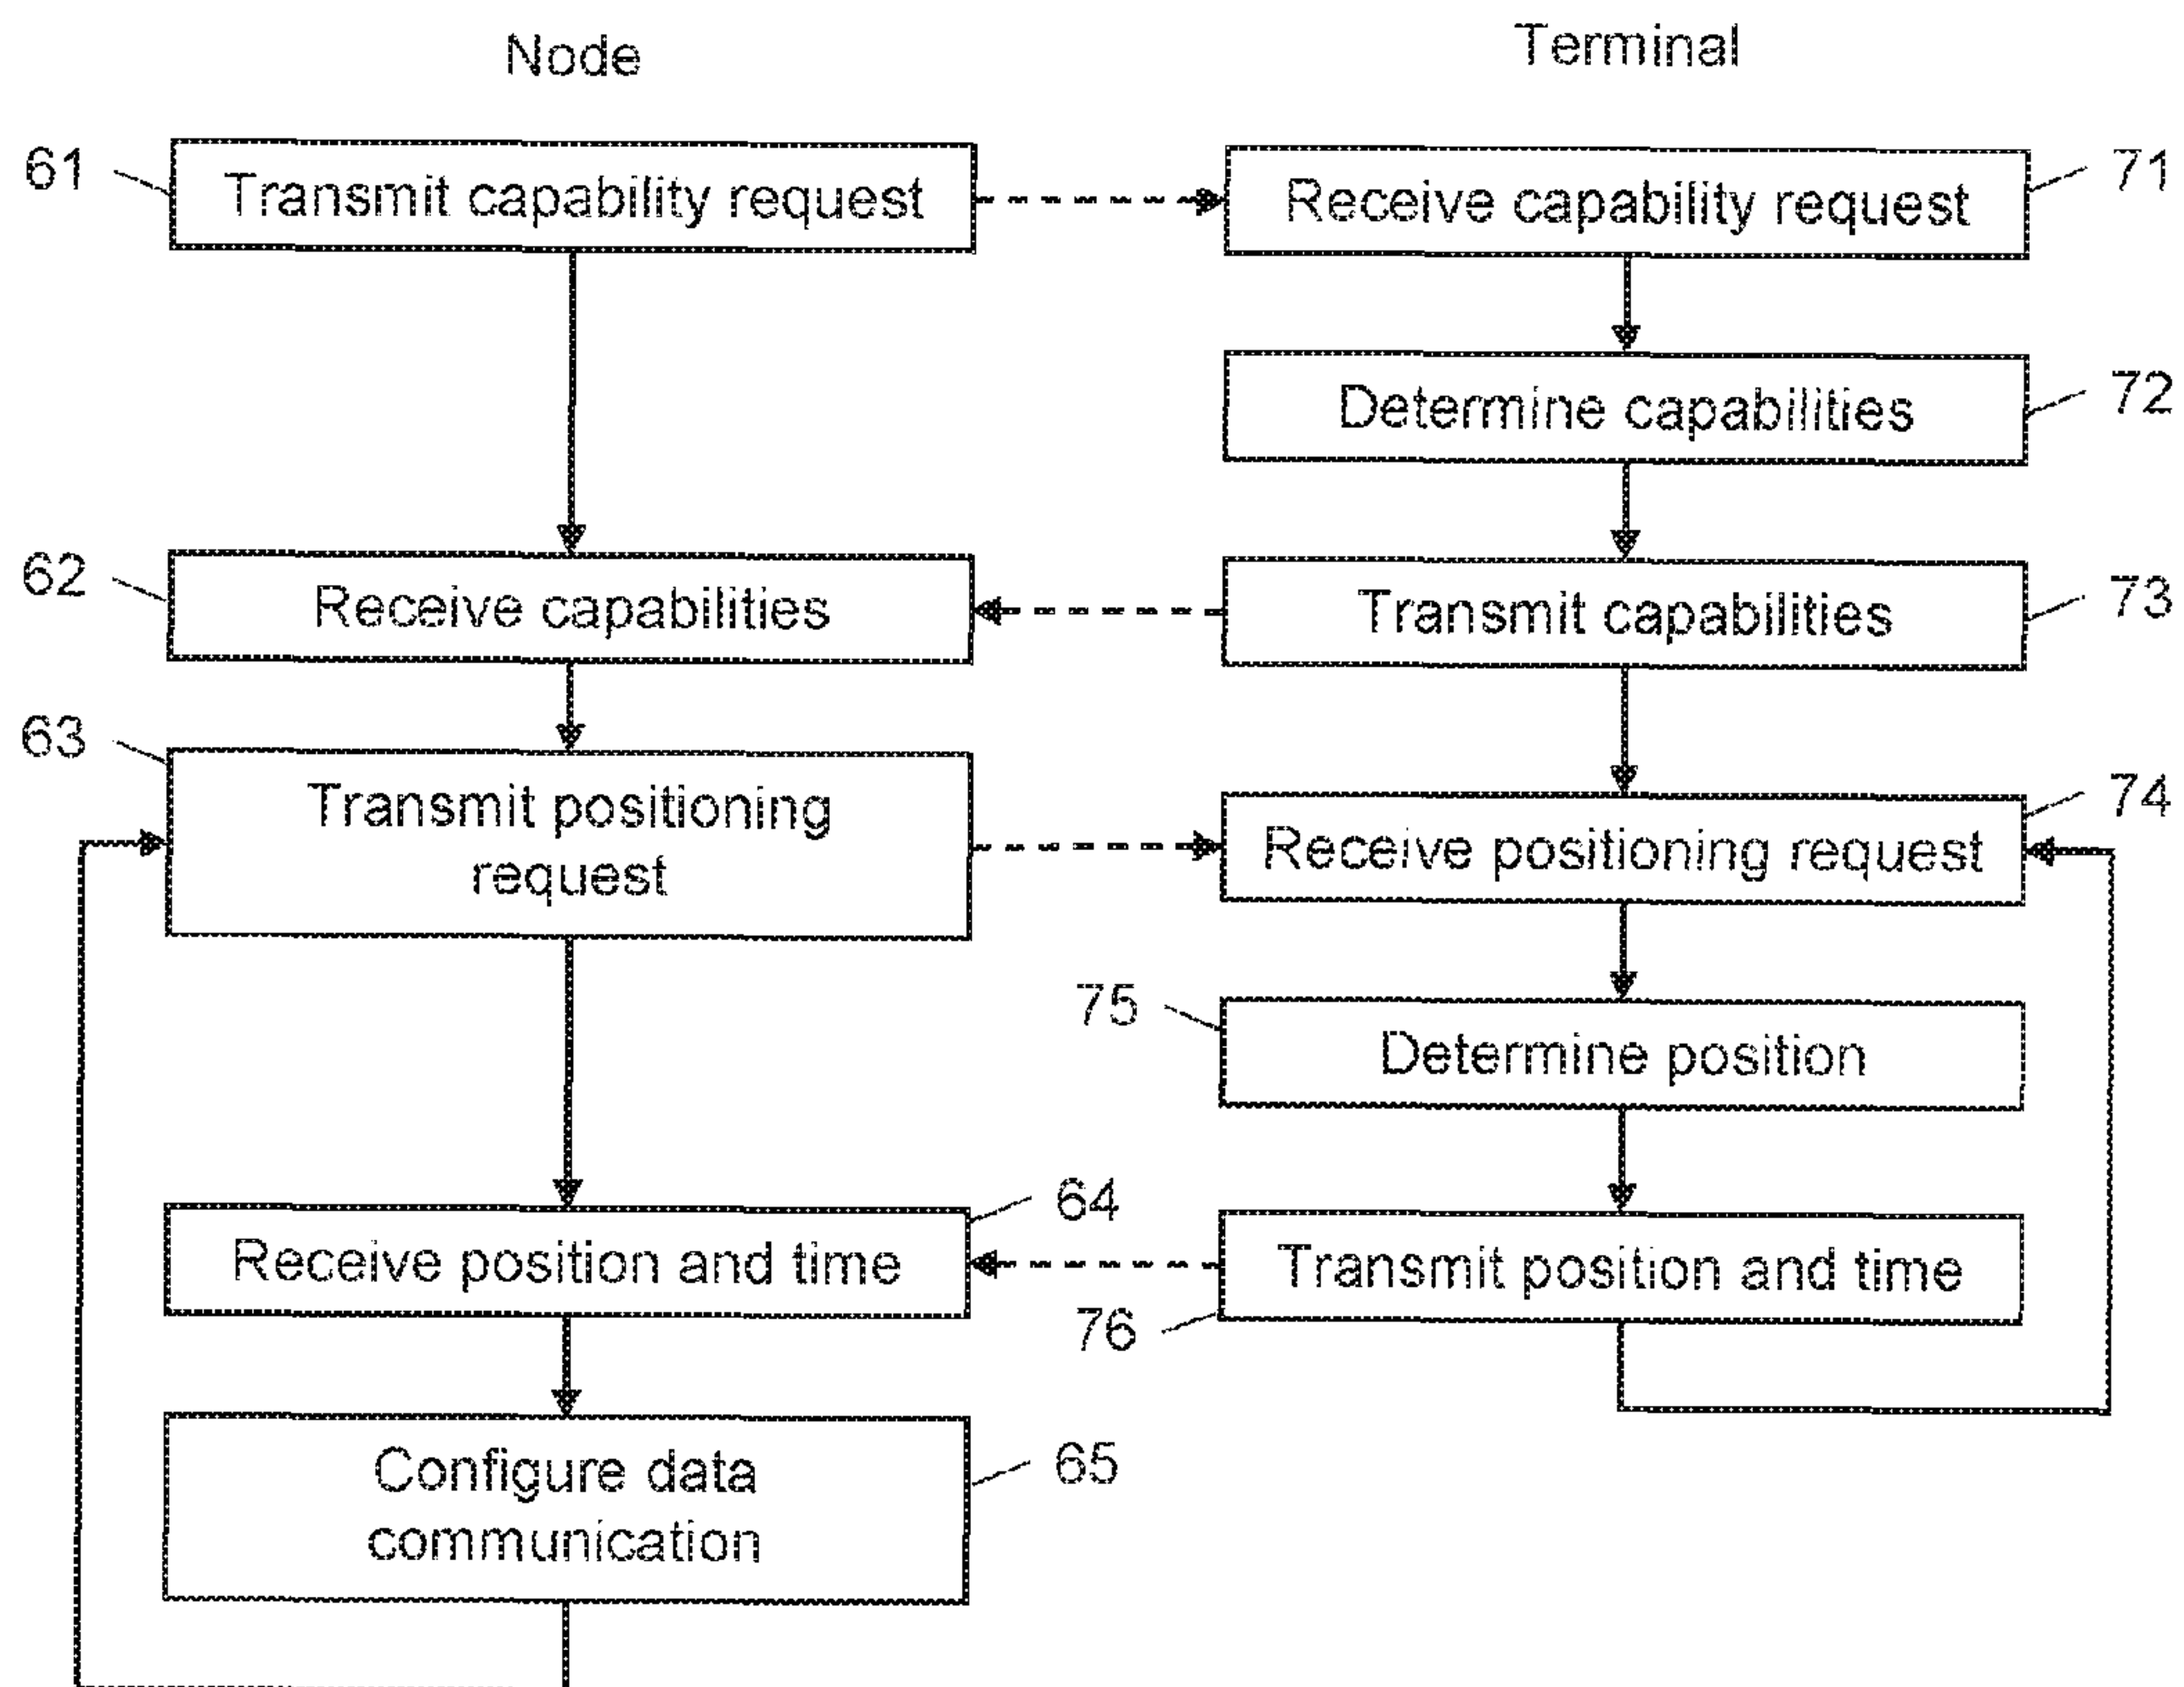 Node
Terminal
61
Transmit capability request
Receive capability request
71
Determine capabilities
72
62
Receive capabilities
Transmit capabilities
73
63
Transmit positioning
request
Receive positioning request
74
75
Determine position
64
Receive position and time
Transmit position and time
76
Configure data
communication
65